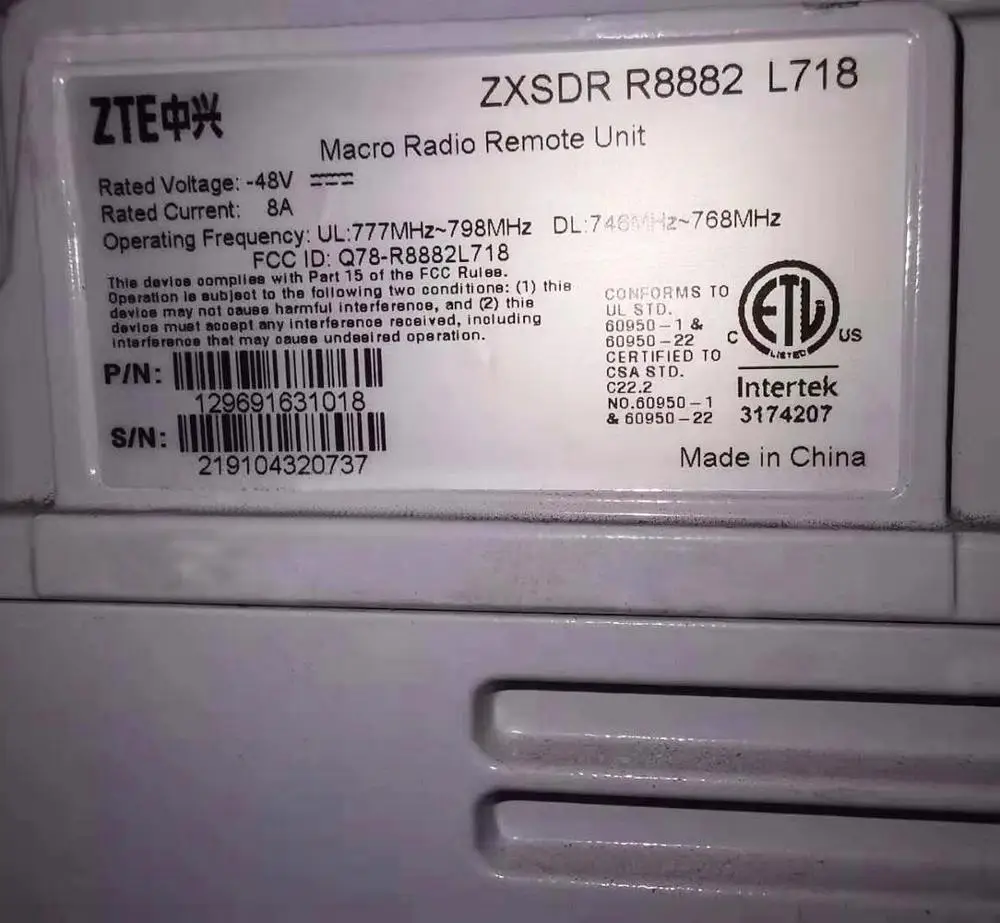 ZTE中兴
ZXSDR R8882 L718
Macro Radio Remote Unit
Rated Voltage: -48V
Rated Current: 8A
Operating Frequency: UL:777MHz~798MHz DL:746MHz~768MHz
FCC ID: Q78-R8882L718
This device complies with Part 15 of the FCC Rules.
Operation is subject to the following two conditions: (1) this
device may not cause harmful interference, and (2) this
device must accept any interference received, including
interference that may cause undesired operation.
P/N:
129691631018
S/N:
219104320737
CONFORMS TO
UL STD.
60950-1 &
60950-22
CERTIFIED TO
CSA STD.
C22.2
NO.60950-1
& 60950-22
C ETL US
LISTED
Intertek
3174207
Made in China